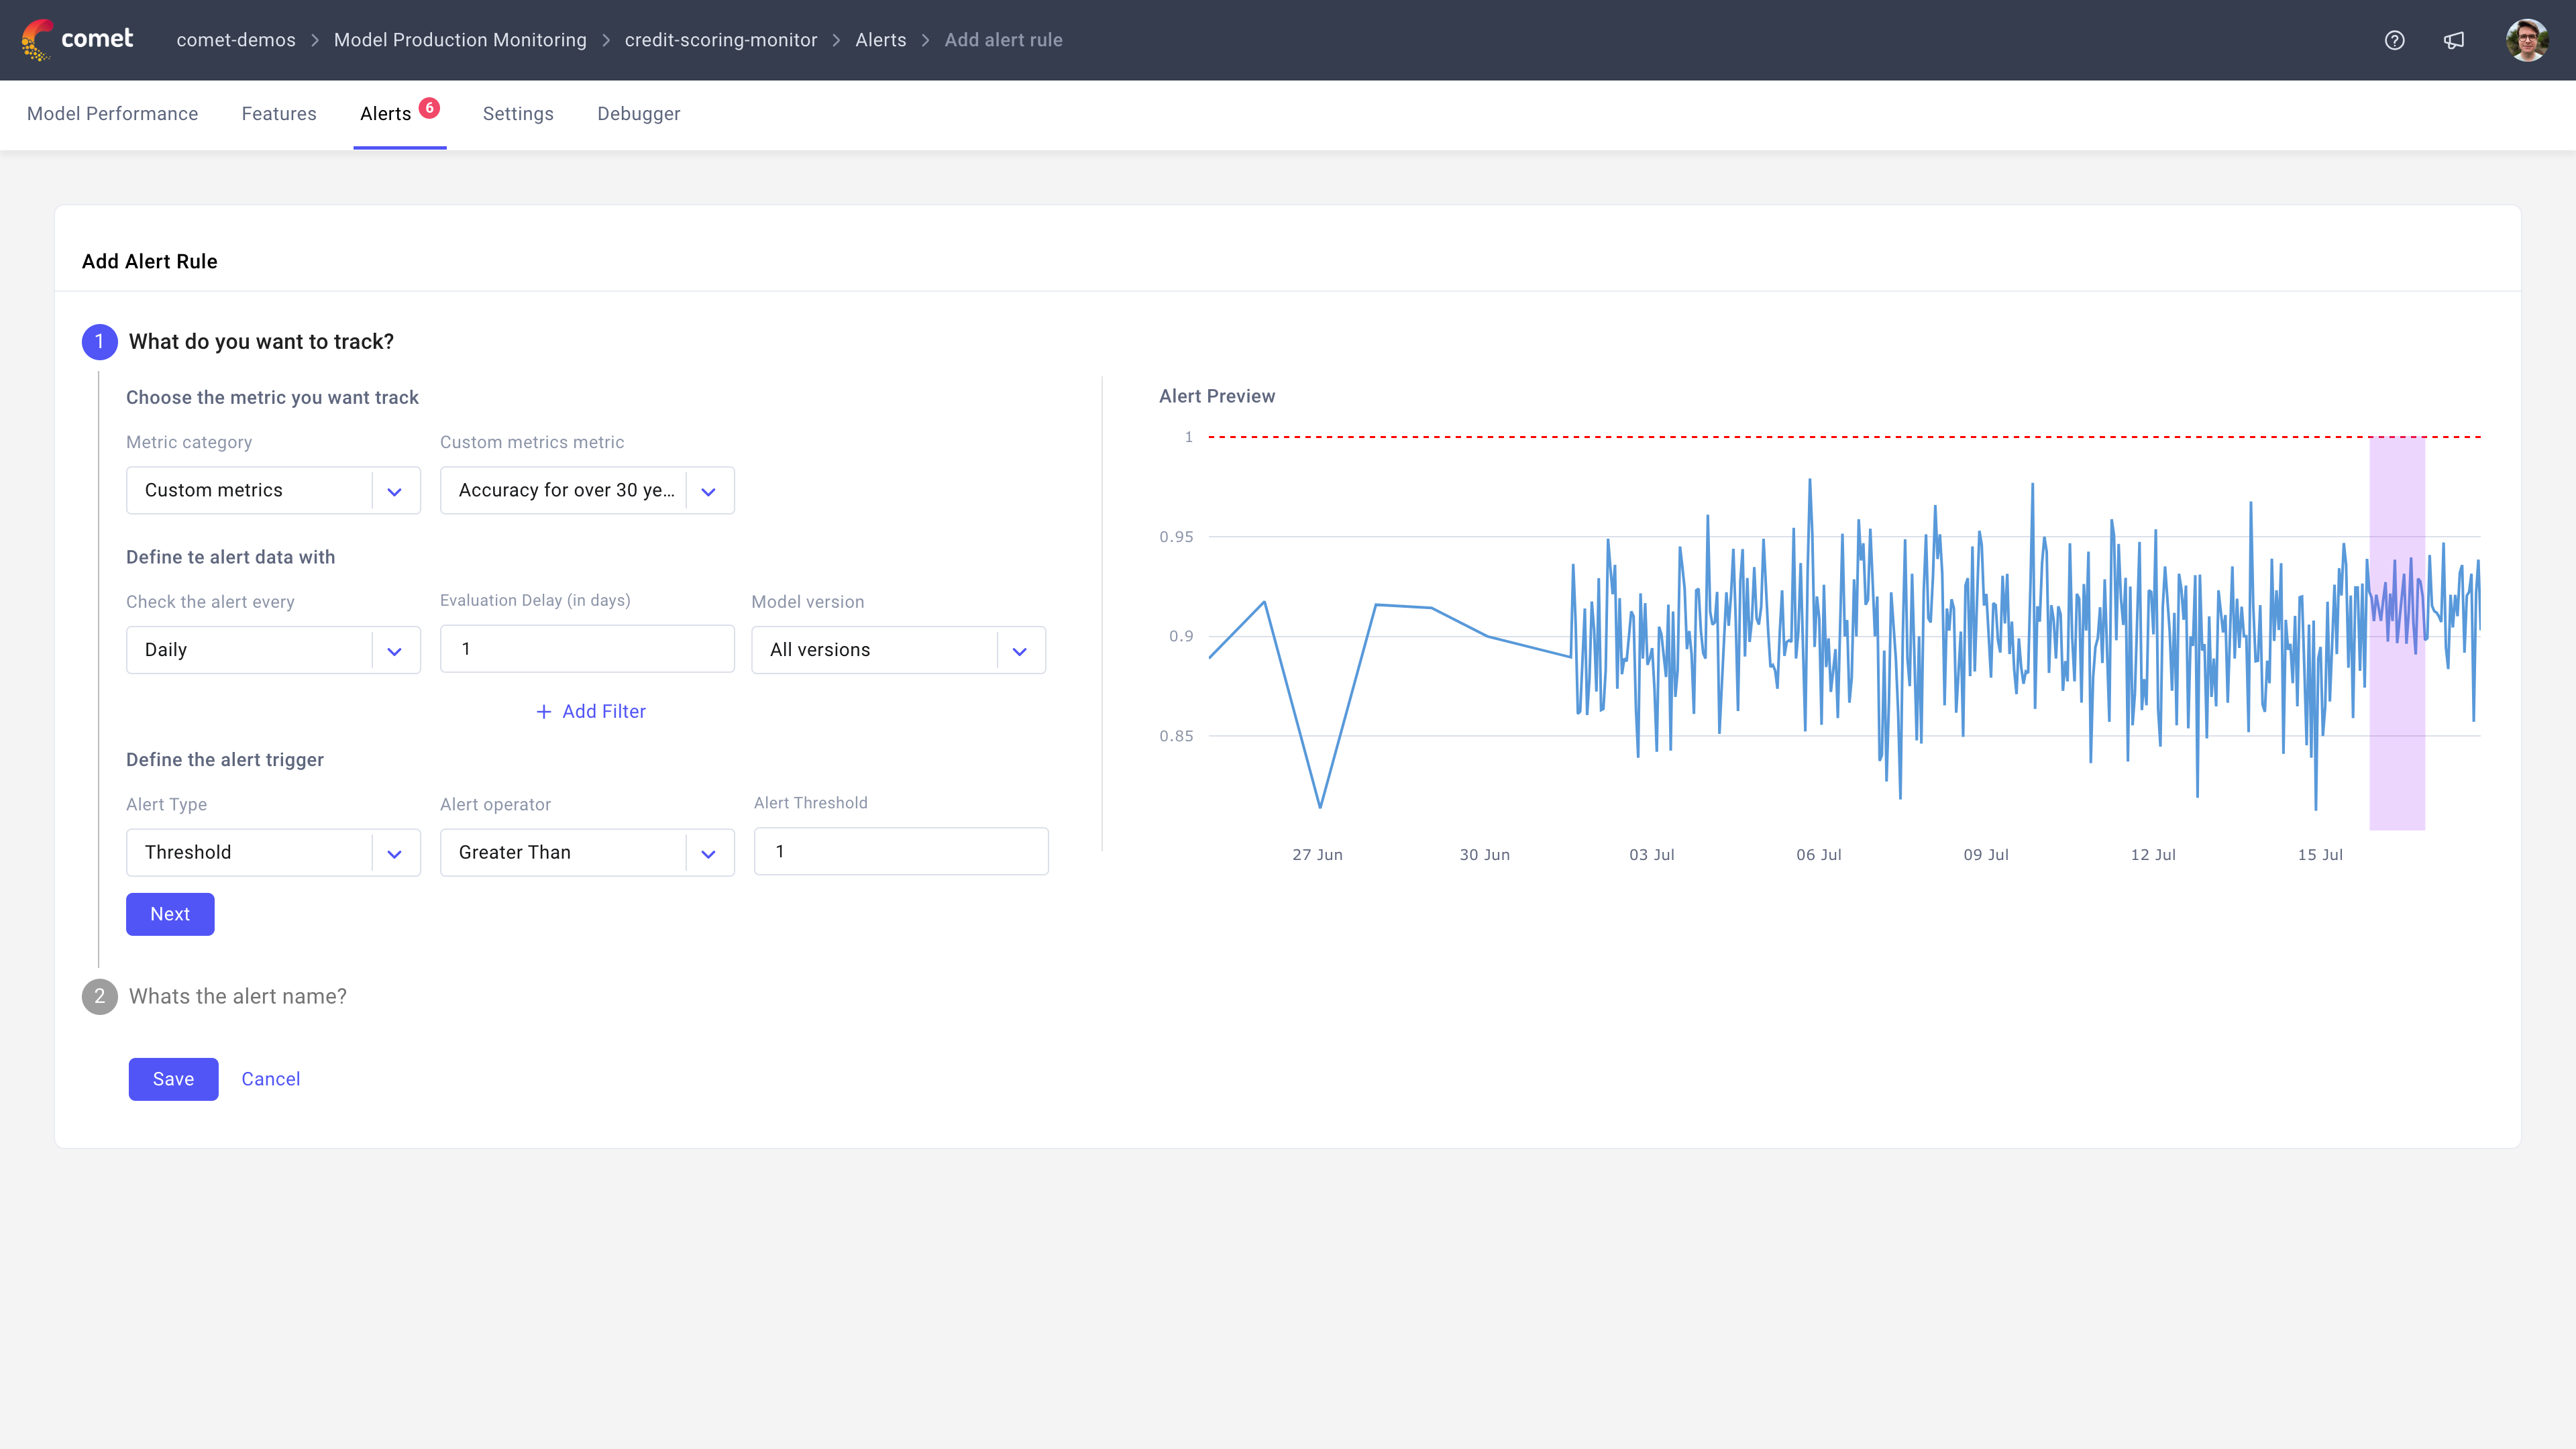 comet
comet-demos > Model Production Monitoring > credit-scoring-monitor > Alerts > Add alert rule
Model Performance
Features
Alerts 6
Settings
Debugger
Add Alert Rule
1 What do you want to track?
Choose the metric you want track
Metric category
Custom metrics metric
Custom metrics
Accuracy for over 30 ye...
Define te alert data with
Check the alert every
Evaluation Delay (in days)
Model version
Daily
1
All versions
+ Add Filter
Define the alert trigger
Alert Type
Alert operator
Alert Threshold
Threshold
Greater Than
1
Next
Alert Preview
1
0.95
0.9
0.85
27 Jun
30 Jun
03 Jul
06 Jul
09 Jul
12 Jul
15 Jul
2 Whats the alert name?
Save
Cancel